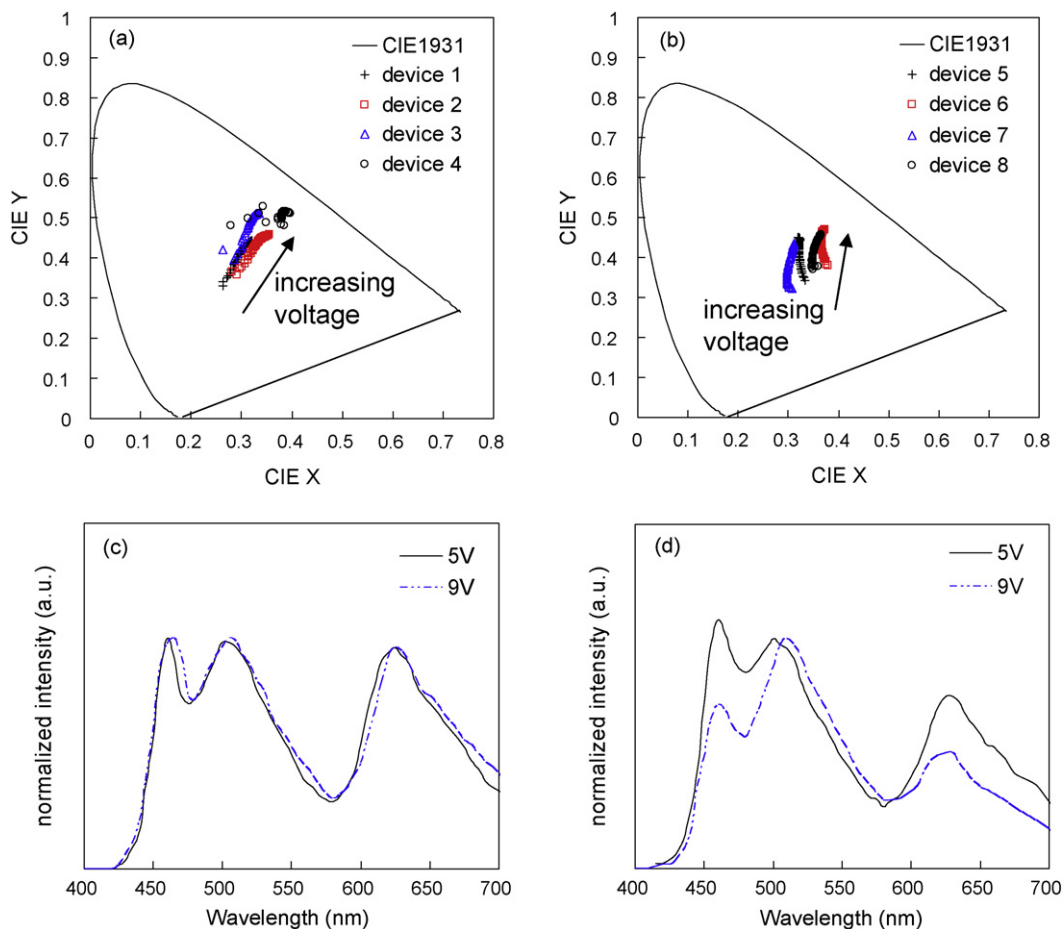 (a)
CIE1931
device 1
device 2
device 3
device 4
increasing
voltage
CIE Y
1
0.9
0.8
0.7
0.6
0.5
0.4
0.3
0.2
0.1
0
0 0.1 0.2 0.3 0.4 0.5 0.6 0.7 0.8
CIE X
(b)
CIE1931
device 5
device 6
device 7
device 8
increasing
voltage
CIE Y
1
0.9
0.8
0.7
0.6
0.5
0.4
0.3
0.2
0.1
0
0 0.1 0.2 0.3 0.4 0.5 0.6 0.7 0.8
CIE X
(c)
5V
9V
normalized intensity (a.u.)
400 450 500 550 600 650 700
Wavelength (nm)
(d)
5V
9V
normalized intensity (a.u.)
400 450 500 550 600 650 700
Wavelength (nm)